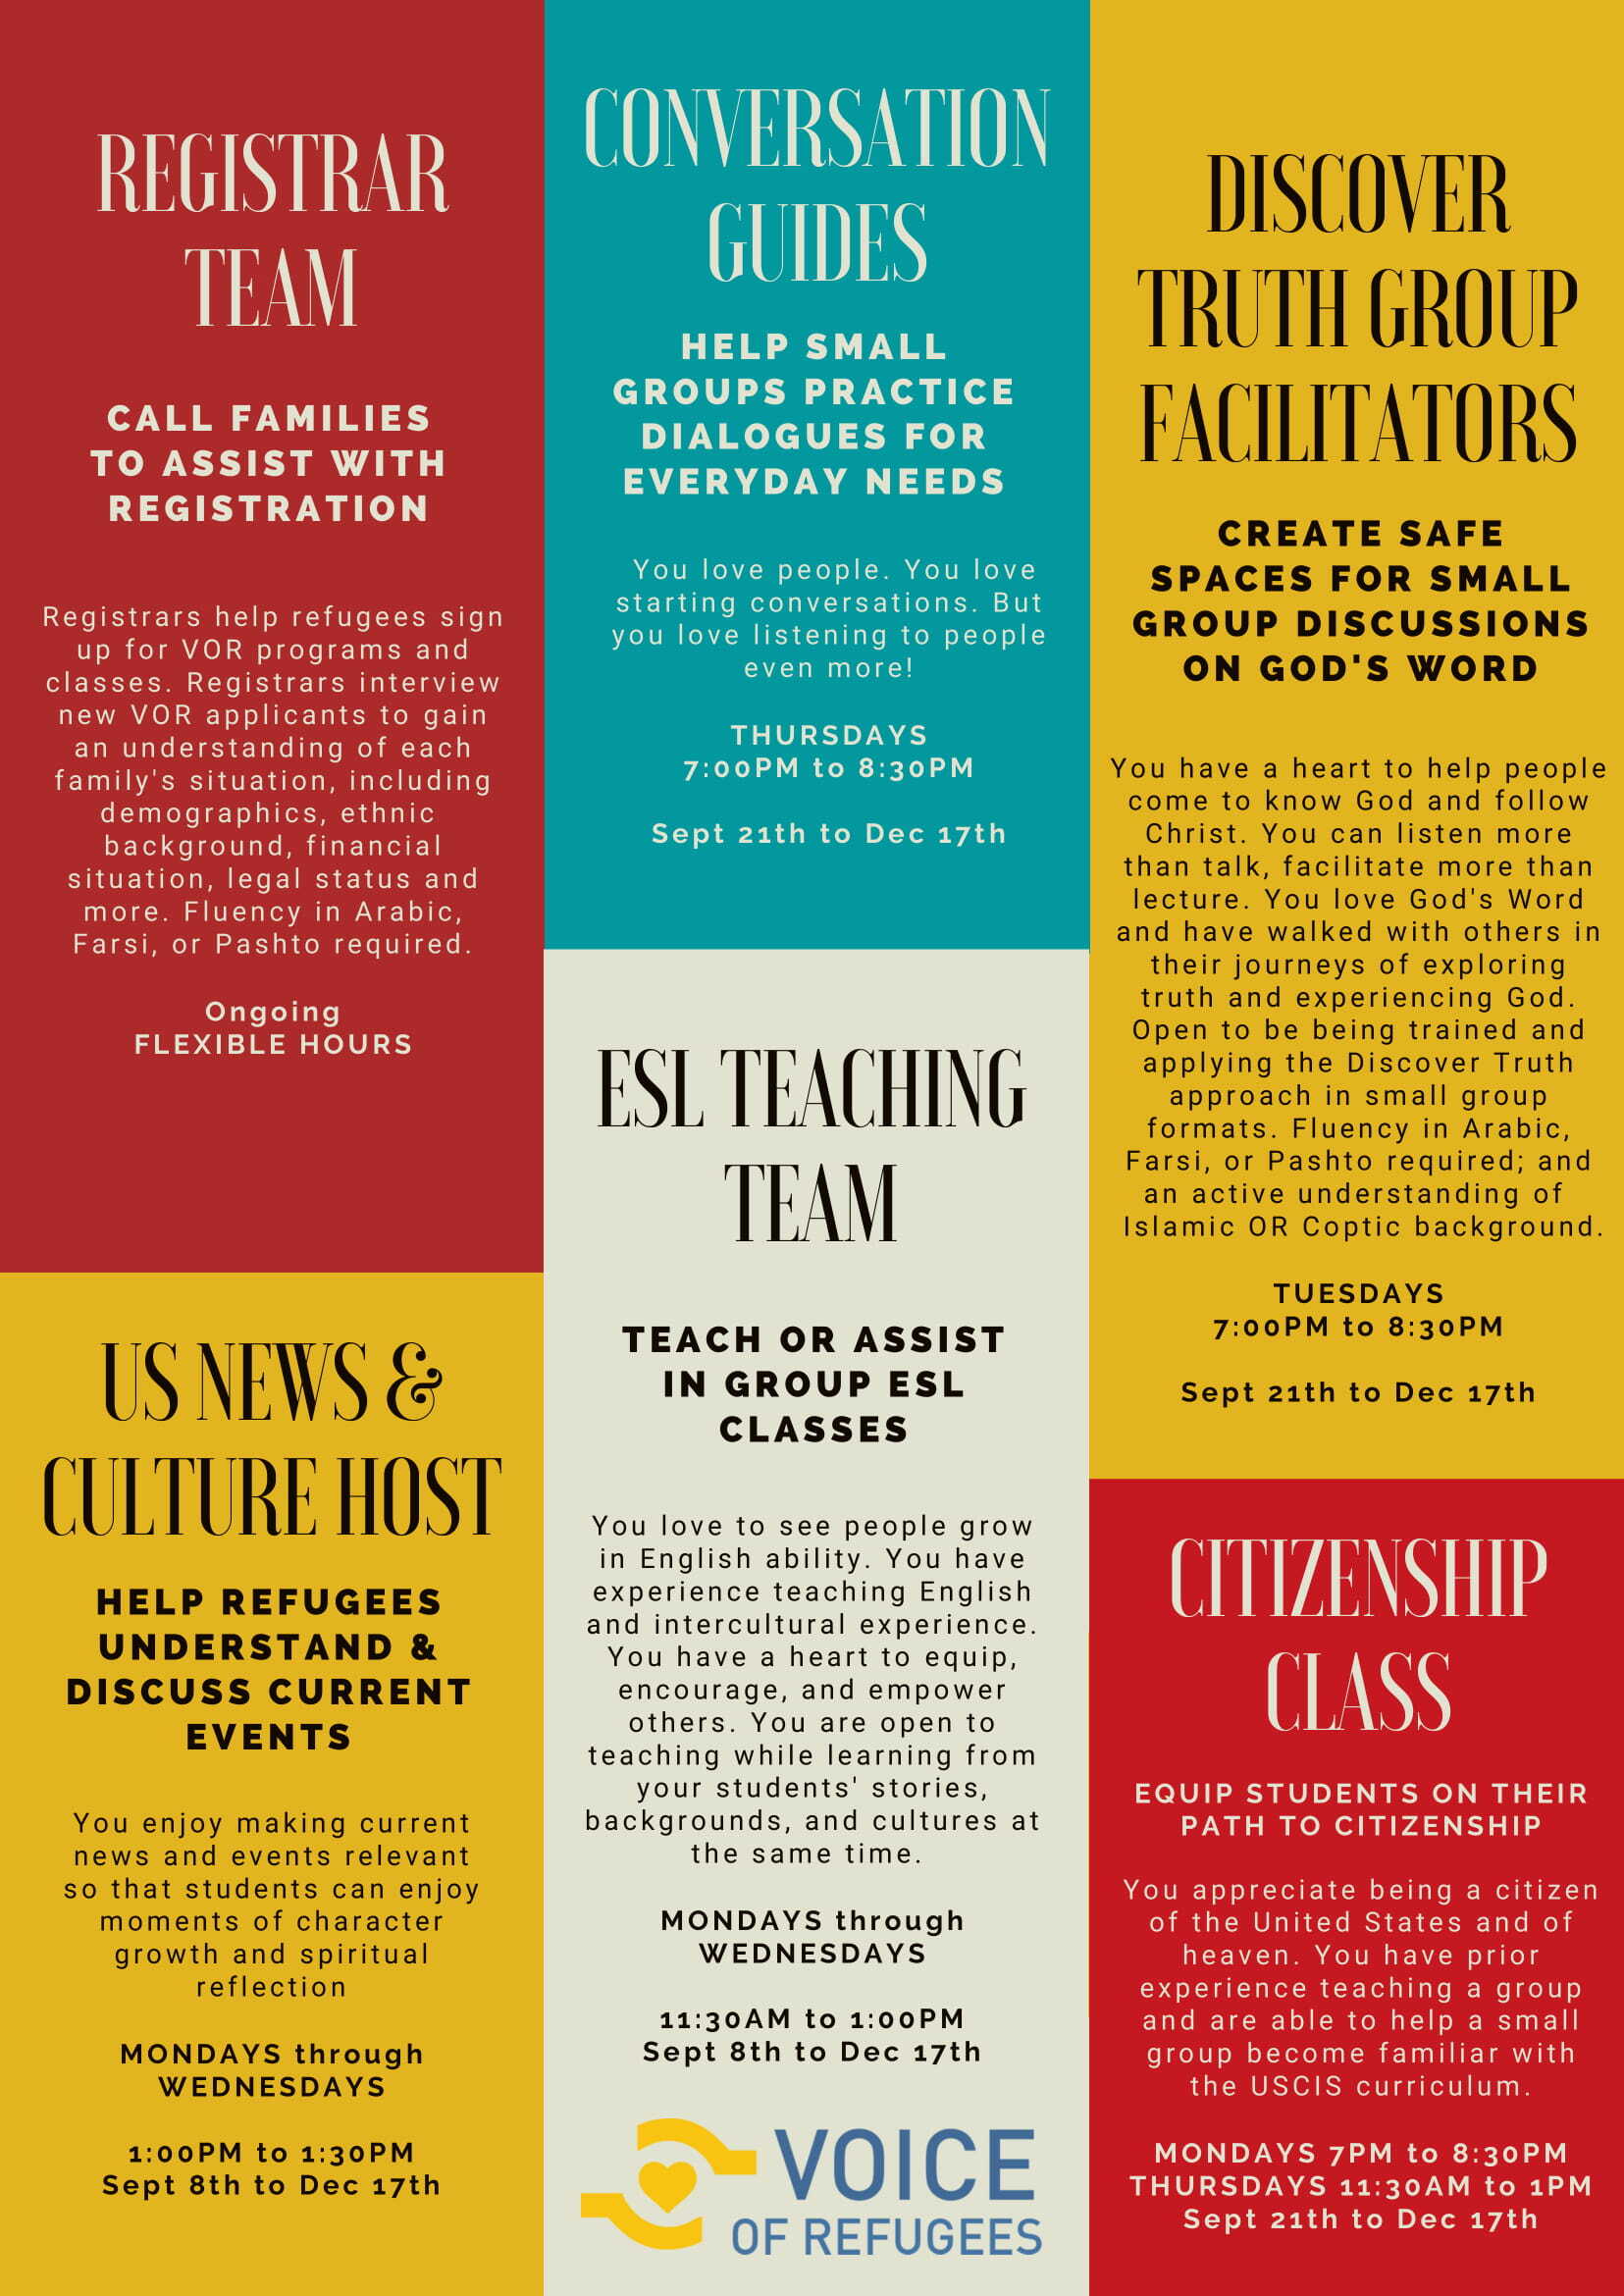 REGISTRAR
TEAM
CALL FAMILIES
TO ASSIST WITH
REGISTRATION
Registrars help refugees sign
up for VOR programs and
classes. Registrars interview
new VOR applicants to gain
an understanding of each
family's situation, including
demographics, ethnic
background, financial
situation, legal status and
more. Fluency in Arabic,
Farsi, or Pashto required.
Ongoing
FLEXIBLE HOURS
US NEWS &
CULTURE HOST
HELP REFUGEES
UNDERSTAND &
DISCUSS CURRENT
EVENTS
You enjoy making current
news and events relevant
so that students can enjoy
moments of character
growth and spiritual
reflection
MONDAYS through
WEDNESDAYS
1:00PM to 1:30PM
Sept 8th to Dec 17th
CONVERSATION
GUIDES
HELP SMALL
GROUPS PRACTICE
DIALOGUES FOR
EVERYDAY NEEDS
You love people. You love
starting conversations. But
you love listening to people
even more!
THURSDAYS
7:00PM to 8:30PM
Sept 21th to Dec 17th
ESL TEACHING
TEAM
TEACH OR ASSIST
IN GROUP ESL
CLASSES
You love to see people grow
in English ability. You have
experience teaching English
and intercultural experience.
You have a heart to equip,
encourage, and empower
others. You are open to
teaching while learning from
your students' stories,
backgrounds, and cultures at
the same time.
MONDAYS through
WEDNESDAYS
11:30AM to 1:00PM
Sept 8th to Dec 17th
VOICE
OF REFUGEES
DISCOVER
TRUTH GROUP
FACILITATORS
CREATE SAFE
SPACES FOR SMALL
GROUP DISCUSSIONS
ON GOD'S WORD
You have a heart to help people
come to know God and follow
Christ. You can listen more
than talk, facilitate more than
lecture. You love God's Word
and have walked with others in
their journeys of exploring
truth and experiencing God.
Open to be being trained and
applying the Discover Truth
approach in small group
formats. Fluency in Arabic,
Farsi, or Pashto required; and
an active understanding of
Islamic OR Coptic background.
TUESDAYS
7:00PM to 8:30PM
Sept 21th to Dec 17th
CITIZENSHIP
CLASS
EQUIP STUDENTS ON THEIR
PATH TO CITIZENSHIP
You appreciate being a citizen
of the United States and of
heaven. You have prior
experience teaching a group
and are able to help a small
group become familiar with
the USCIS curriculum.
MONDAYS 7PM to 8:30PM
THURSDAYS 11:30AM to 1PM
Sept 21th to Dec 17th